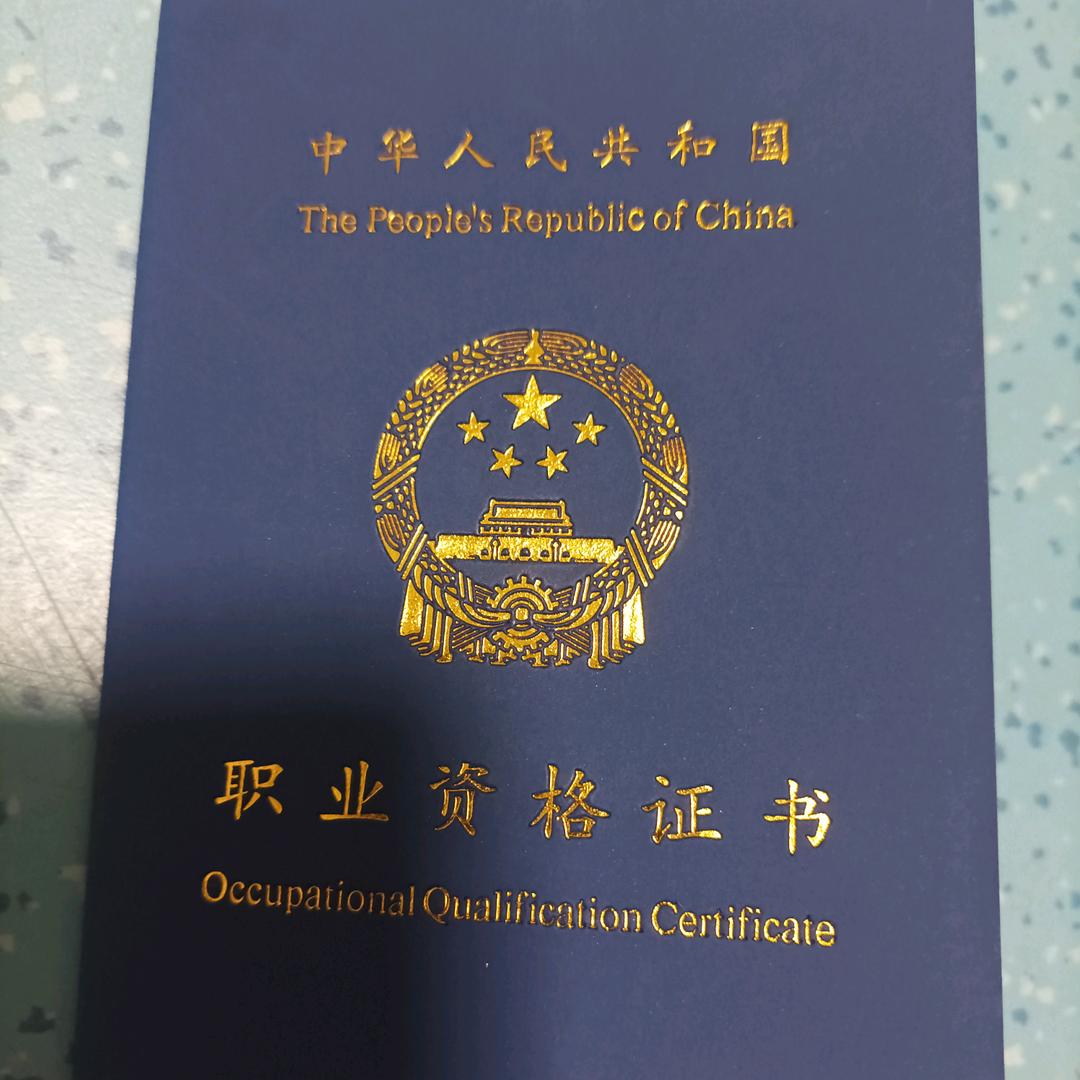 中华人民共和国
The People's Republic of China
职业资格证书
Occupational Qualification Certificate